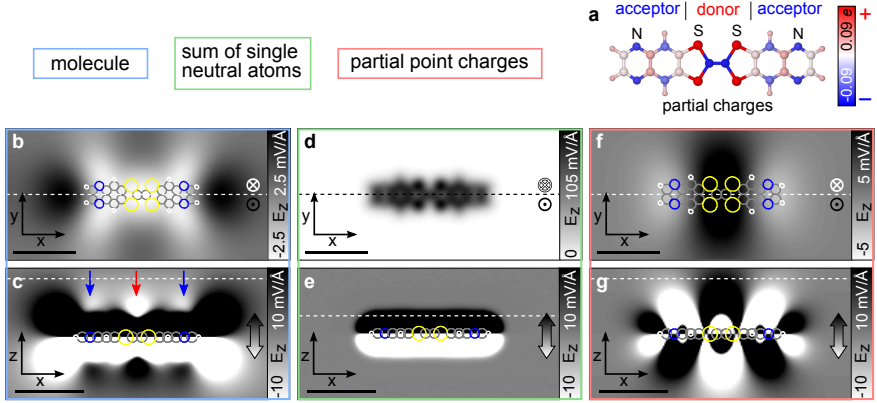 a
acceptor | donor | acceptor
N S S N
0.09 e
-0.09
+
−
partial charges
molecule
sum of single
neutral atoms
partial point charges
b
y
x
-2.5 E_z 2.5 mV/Å
d
y
x
0 E_z 105 mV/Å
f
y
x
-5 E_z 5 mV/Å
c
z
x
-10 E_z 10 mV/Å
e
z
x
-10 E_z 10 mV/Å
g
z
x
-10 E_z 10 mV/Å